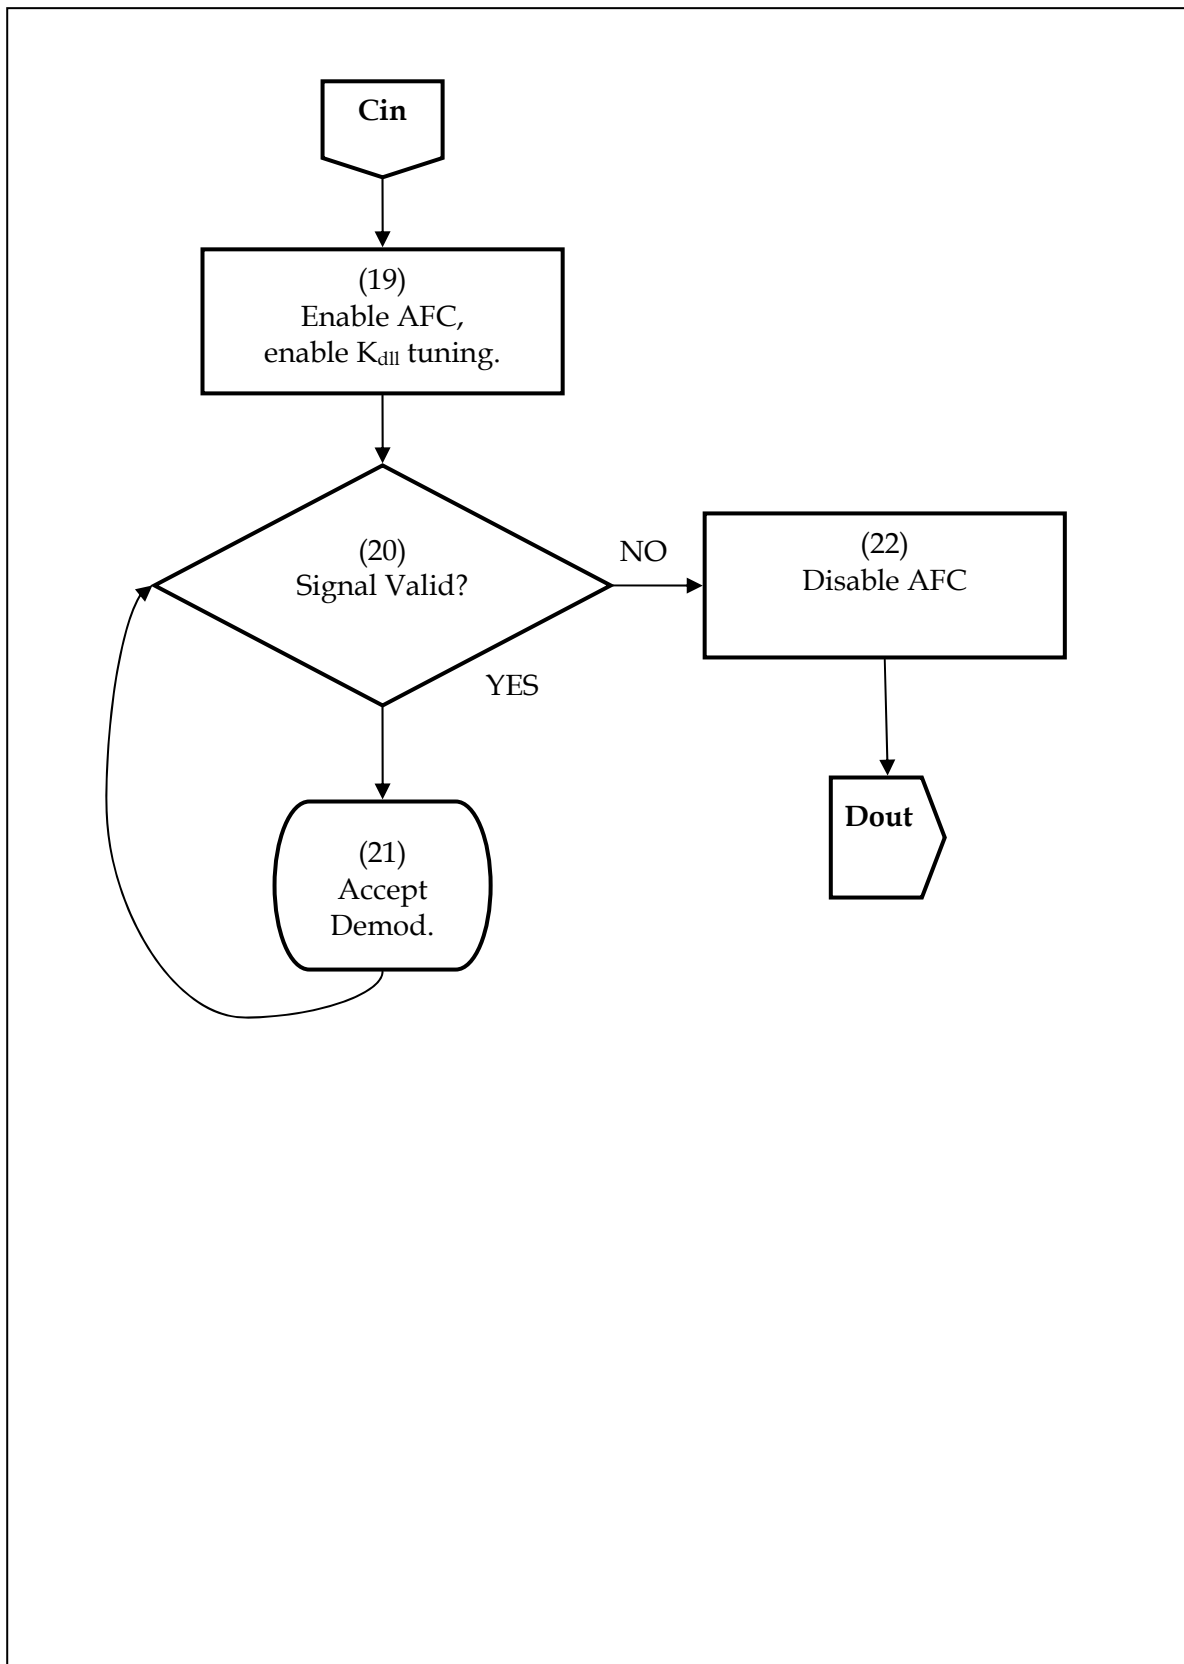 Cin
(19)
Enable AFC,
enable Kdll tuning.
(20)
Signal Valid?
NO
(22)
Disable AFC
YES
(21)
Accept
Demod.
Dout